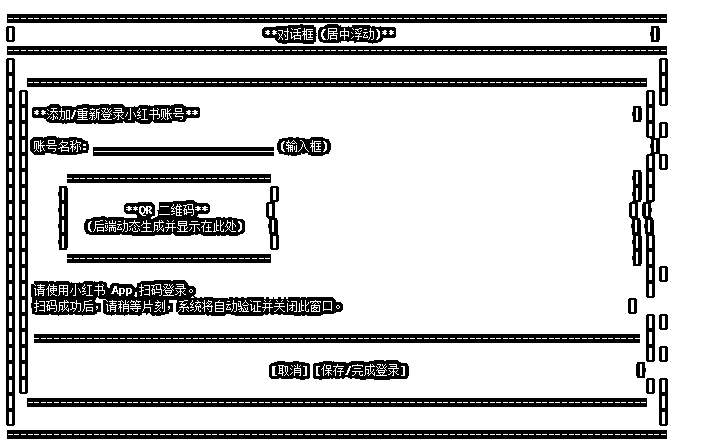 **对话框 (居中浮动)**
**添加/重新登录小红书账号**
账号名称: (输入框)
**QR 二维码**
(后端动态生成并显示在此处)
请使用小红书 App 扫码登录。
扫码成功后，请稍等片刻，系统将自动验证并关闭此窗口。
[取消] [保存/完成登录]